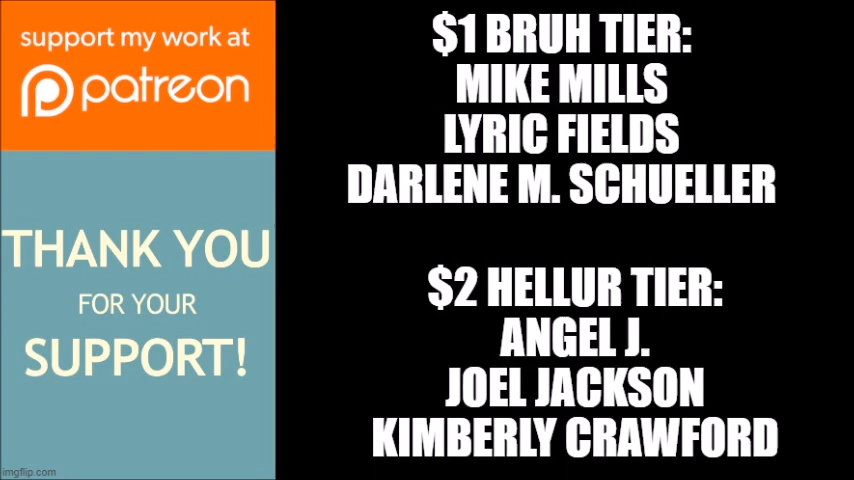 support my work at
patreon
THANK YOU
FOR YOUR
SUPPORT!
$1 BRUH TIER:
MIKE MILLS
LYRIC FIELDS
DARLENE M. SCHUELLER
$2 HELLUR TIER:
ANGEL J.
JOEL JACKSON
KIMBERLY CRAWFORD
imgflip.com